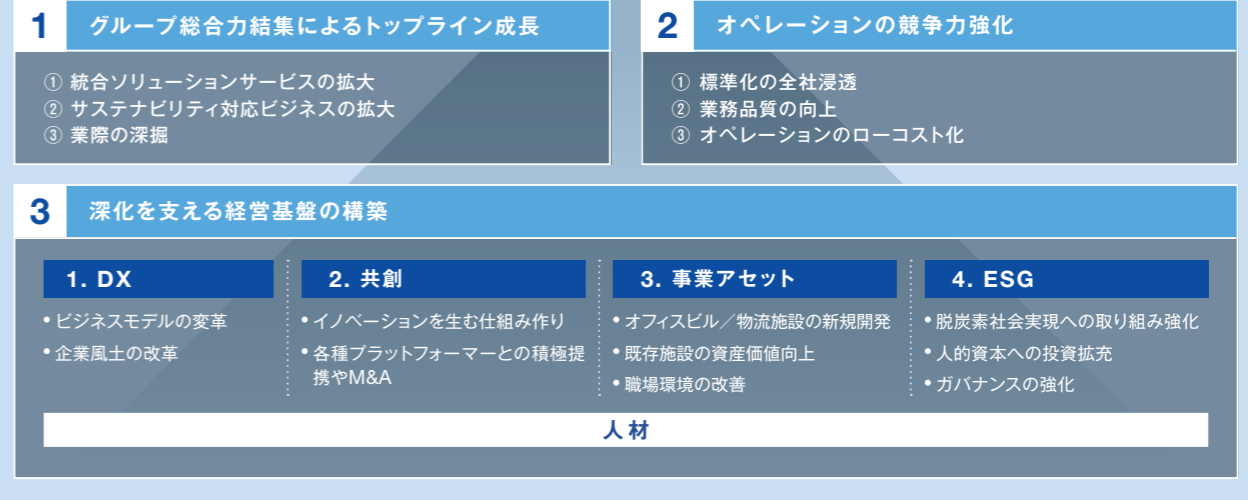 1 グループ総合力結集によるトップライン成長
① 統合ソリューションサービスの拡大
② サステナビリティ対応ビジネスの拡大
③ 業際の深掘
2 オペレーションの競争力強化
① 標準化の全社浸透
② 業務品質の向上
③ オペレーションのローコスト化
3 深化を支える経営基盤の構築
1. DX
• ビジネスモデルの変革
• 企業風土の改革
2. 共創
• イノベーションを生む仕組み作り
• 各種プラットフォーマーとの積極提
携やM&A
3. 事業アセット
• オフィスビル／物流施設の新規開発
• 既存施設の資産価値向上
• 職場環境の改善
4. ESG
• 脱炭素社会実現への取り組み強化
• 人的資本への投資拡充
• ガバナンスの強化
人材